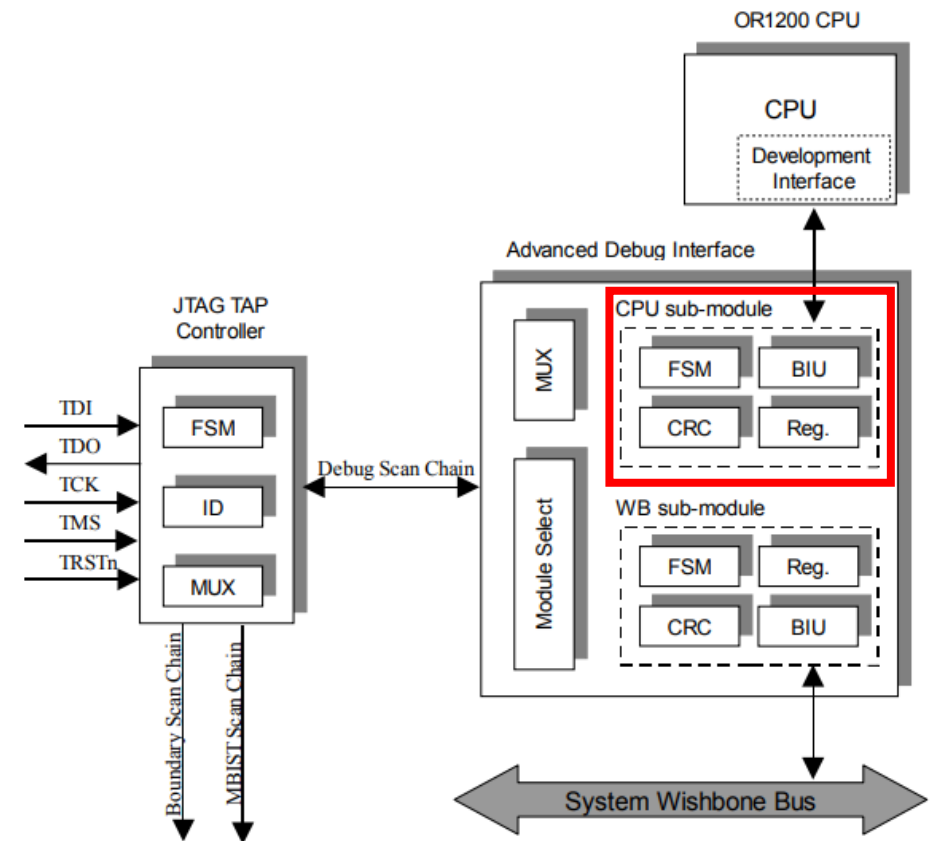 OR1200 CPU
CPU
Development
Interface
Advanced Debug Interface
CPU sub-module
MUX
FSM
BIU
CRC
Reg.
JTAG TAP
Controller
TDI
TDO
TCK
TMS
TRSTn
FSM
ID
MUX
Debug Scan Chain
Module Select
WB sub-module
FSM
Reg.
CRC
BIU
Boundary Scan Chain
MBIST Scan Chain
System Wishbone Bus